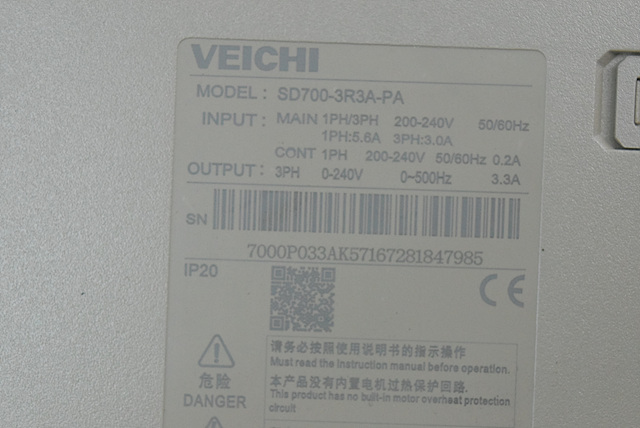 VEICHI
MODEL: SD700-3R3A-PA
INPUT: MAIN 1PH/3PH 200-240V 50/60Hz
1PH:5.6A 3PH:3.0A
CONT 1PH 200-240V 50/60Hz 0.2A
OUTPUT: 3PH 0-240V 0~500Hz 3.3A
SN
7000P033AK57167281847985
IP20
CE
请务必按照使用说明书的指示操作
Must read the instruction manual before operation.
危险
DANGER
本产品没有内置电机过热保护回路.
This product has no built-in motor overheat protection
circuit